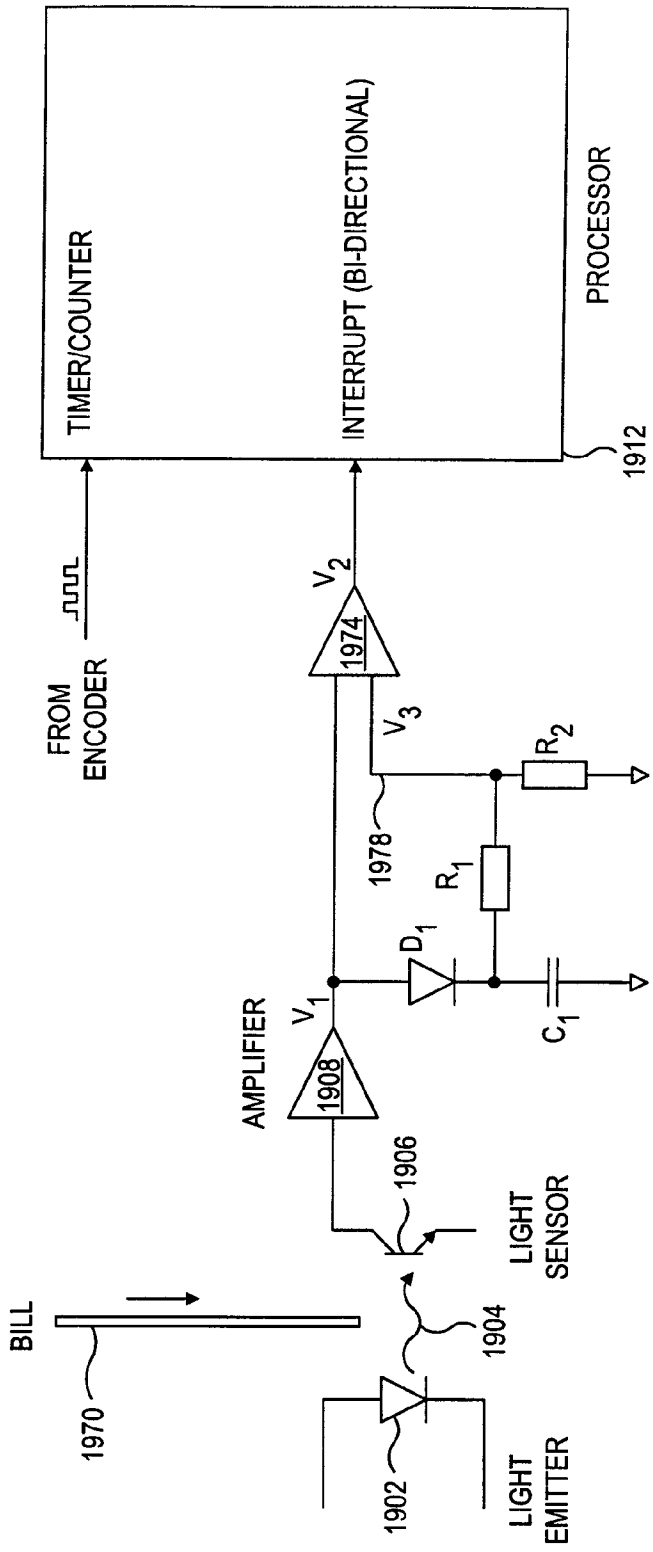 BILL
1970
LIGHT
EMITTER
1902
1904
LIGHT
SENSOR
1906
AMPLIFIER
1908
V1
D1
C1
R1
R2
1978
V3
1974
V2
FROM
ENCODER
TIMER/COUNTER
INTERRUPT (BI-DIRECTIONAL)
PROCESSOR
1912